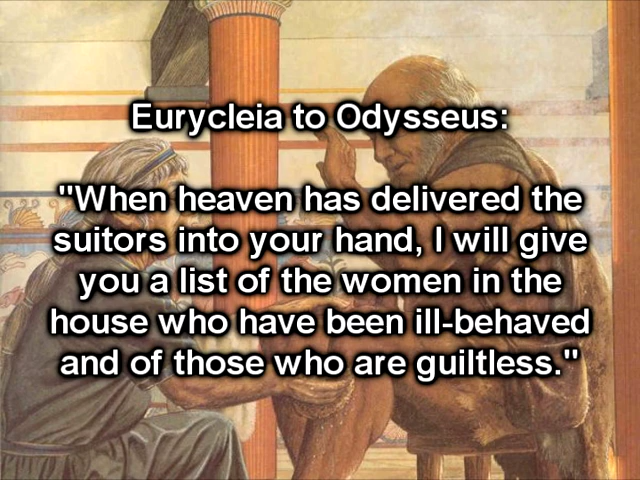 Eurycleia to Odysseus:
"When heaven has delivered the
suitors into your hand, I will give
you a list of the women in the
house who have been ill-behaved
and of those who are guiltless."